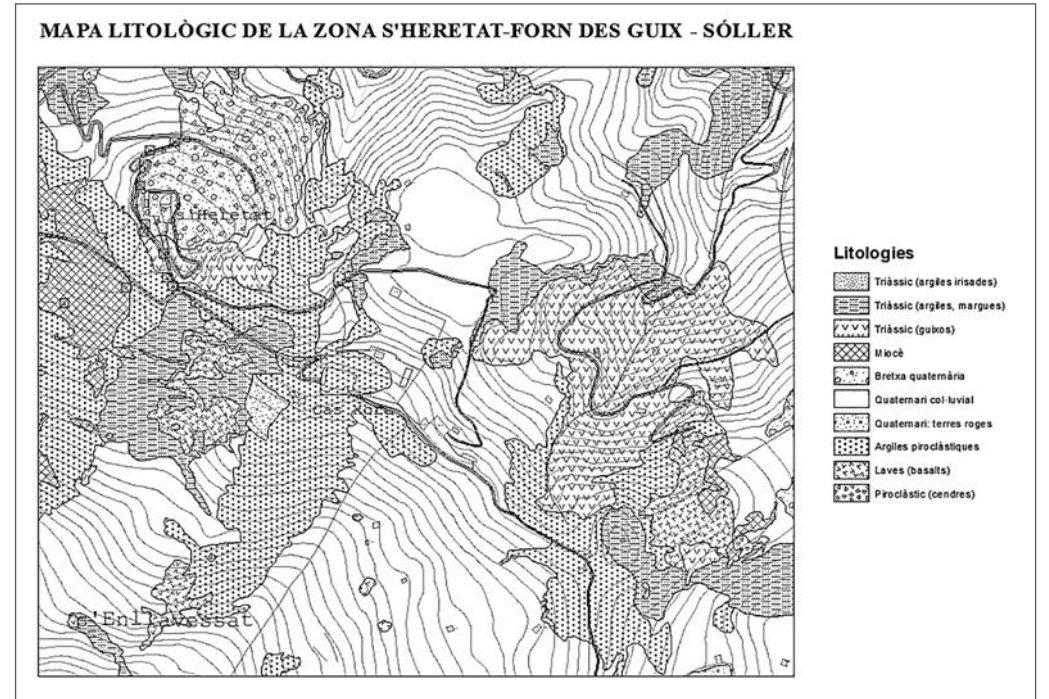 MAPA LITOLÒGIC DE LA ZONA S'HERETAT-FORN DES GUIX - SÓLLER
s'Heretat
s'Enllavessat
Litologies
Triàssic (argiles irisades)
Triàssic (argiles, margues)
Triàssic (guixos)
Miocè
Bretxa quaternària
Quaternari col·luvial
Quaternari: terres roges
Argiles piroclàstiques
Laves (basalts)
Piroclàstic (cendres)